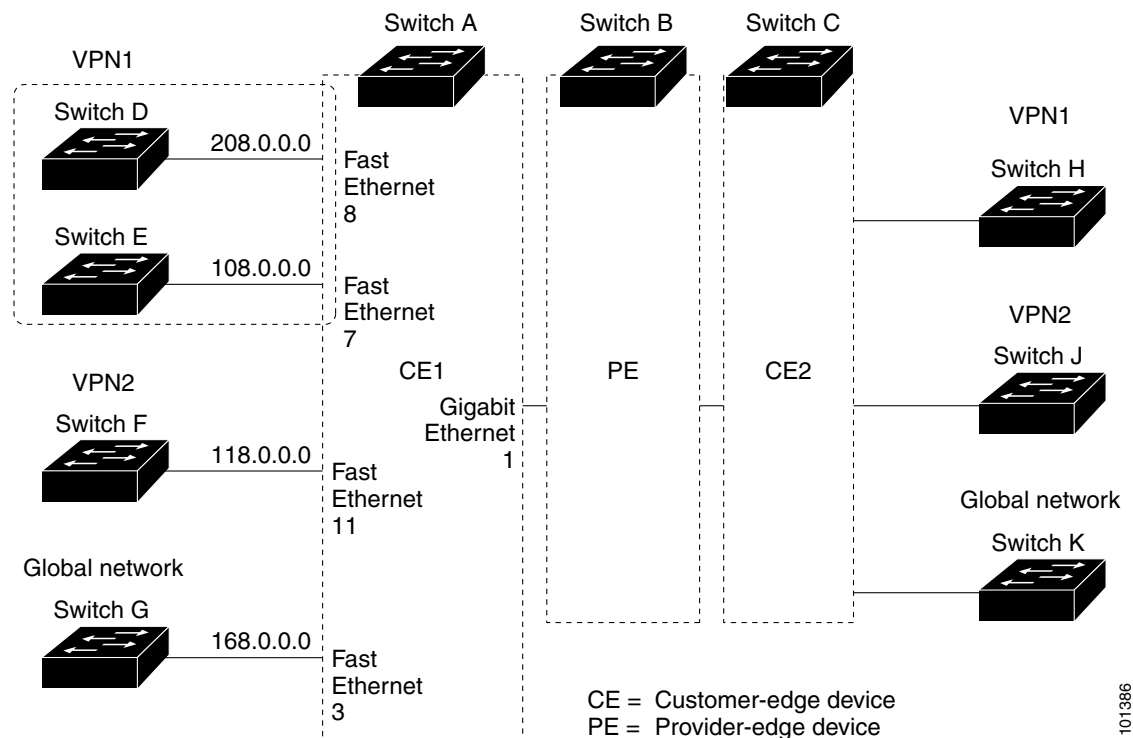 Switch A
Switch B
Switch C
VPN1
Switch D
208.0.0.0
Fast
Ethernet
8
VPN1
Switch H
Switch E
108.0.0.0
Fast
Ethernet
7
VPN2
Switch J
CE1
PE
CE2
VPN2
Switch F
118.0.0.0
Fast
Ethernet
11
Gigabit
Ethernet
1
Global network
Switch K
Global network
Switch G
168.0.0.0
Fast
Ethernet
3
CE = Customer-edge device
PE = Provider-edge device
101386